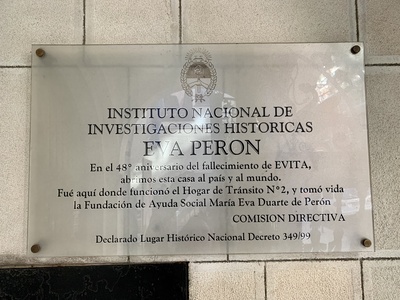 INSTITUTO NACIONAL DE
INVESTIGACIONES HISTORICAS
EVA PERON
En el 48° aniversario del fallecimiento de EVITA,
abrimos esta casa al país y al mundo.
Fué aquí donde funcionó el Hogar de Tránsito N°2, y tomó vida
la Fundación de Ayuda Social María Eva Duarte de Perón
COMISION DIRECTIVA
Declarado Lugar Histórico Nacional Decreto 349/99